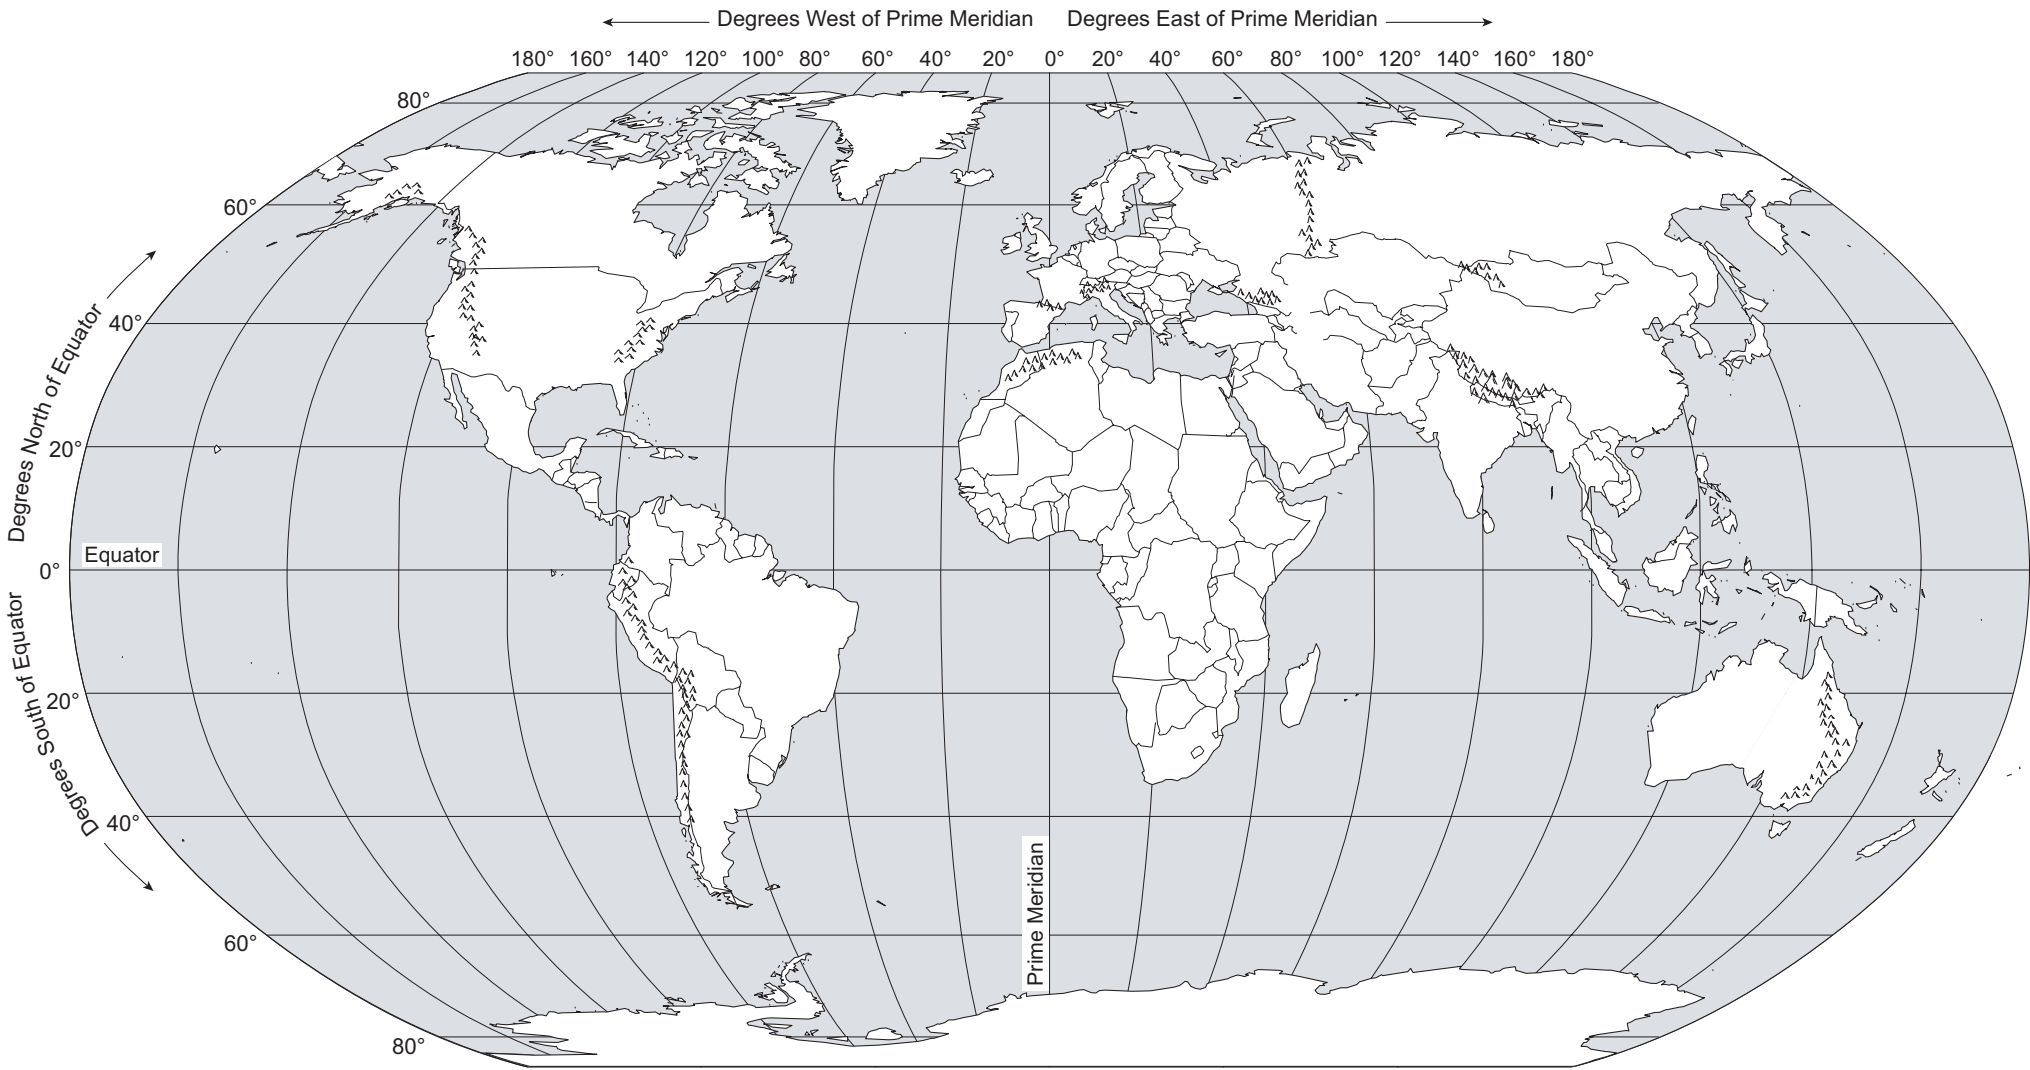 Degrees West of Prime Meridian Degrees East of Prime Meridian
180° 160° 140° 120° 100° 80° 60° 40° 20° 0° 20° 40° 60° 80° 100° 120° 140° 160° 180°
80°
60°
40°
20°
0°
20°
40°
60°
80°
Degrees North of Equator
Equator
Degrees South of Equator
Prime Meridian